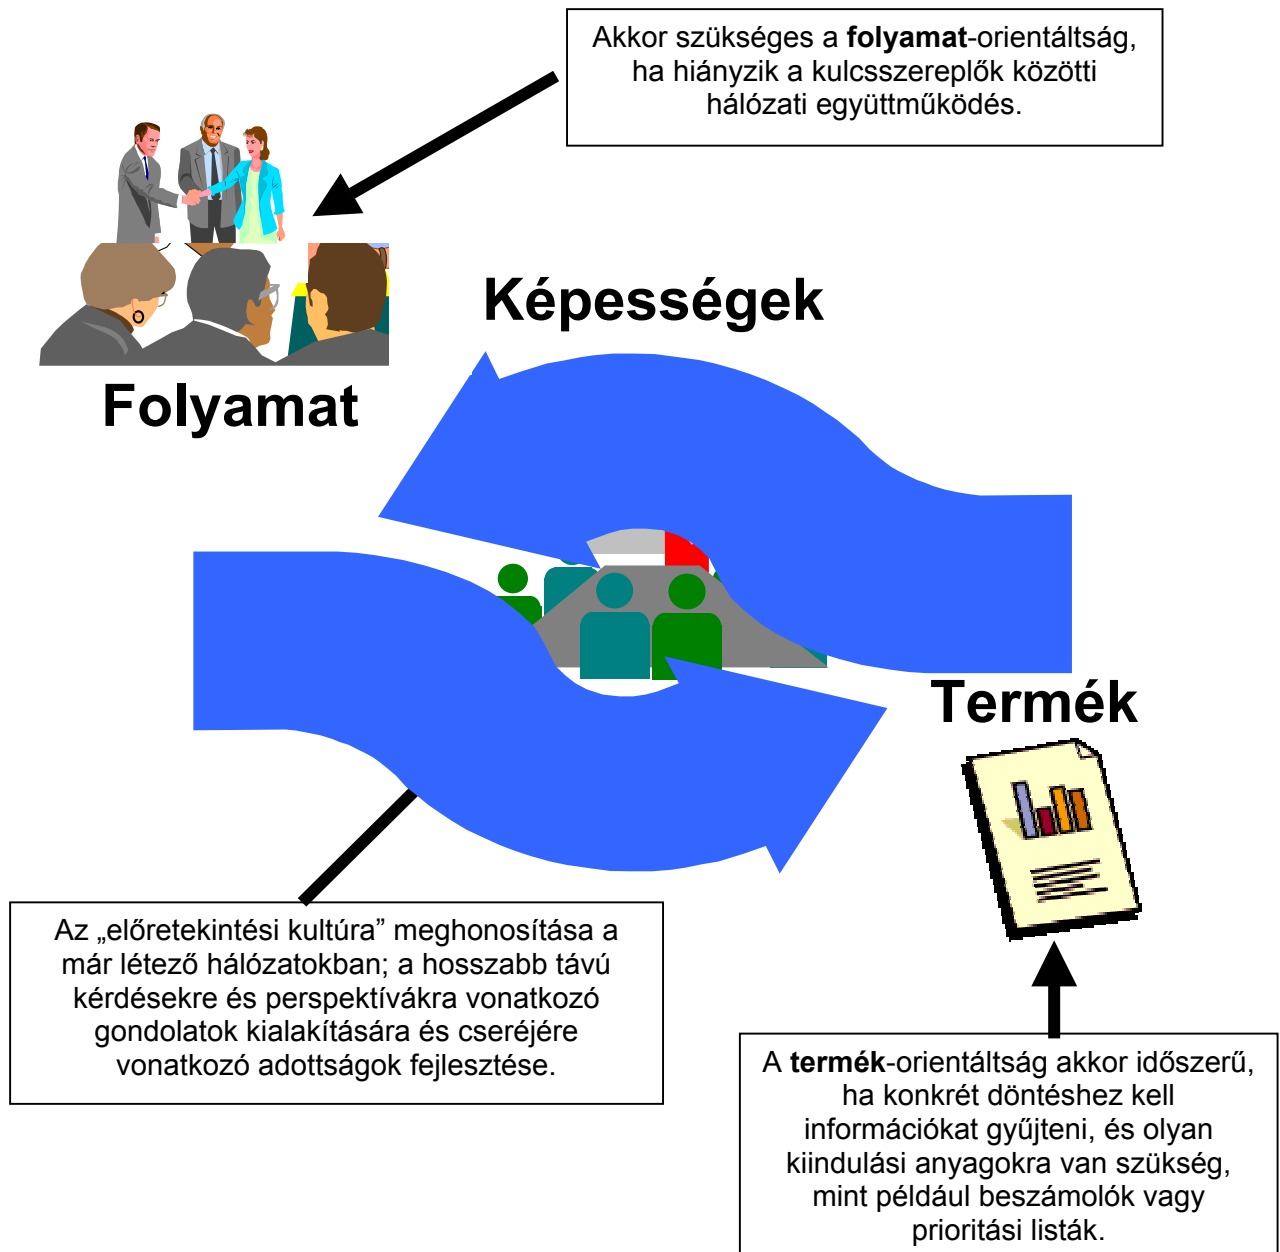 Akkor szükséges a folyamat-orientáltság,
ha hiányzik a kulcsszereplők közötti
hálózati együttműködés.
Képességek
Folyamat
Termék
Az „előretekintési kultúra” meghonosítása a
már létező hálózatokban; a hosszabb távú
kérdésekre és perspektívákra vonatkozó
gondolatok kialakítására és cseréjére
vonatkozó adottságok fejlesztése.
A termék-orientáltság akkor időszerű,
ha konkrét döntéshez kell
információkat gyűjteni, és olyan
kiindulási anyagokra van szükség,
mint például beszámolók vagy
prioritási listák.